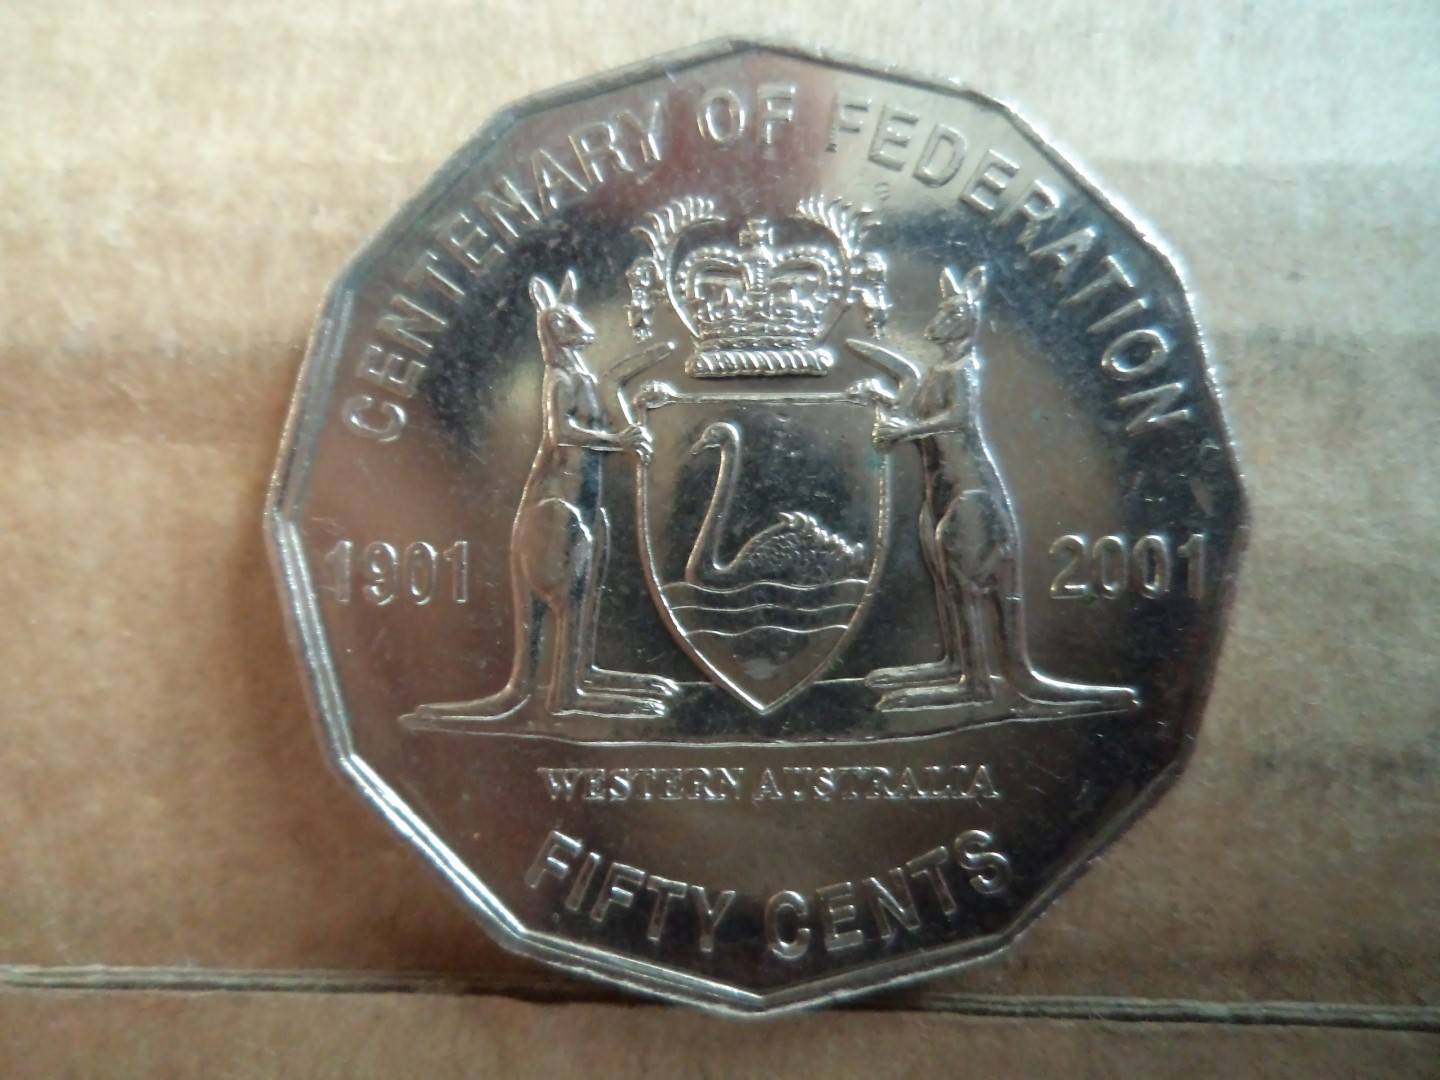 CENTENARY OF FEDERATION
1901
2001
WESTERN AUSTRALIA
FIFTY CENTS